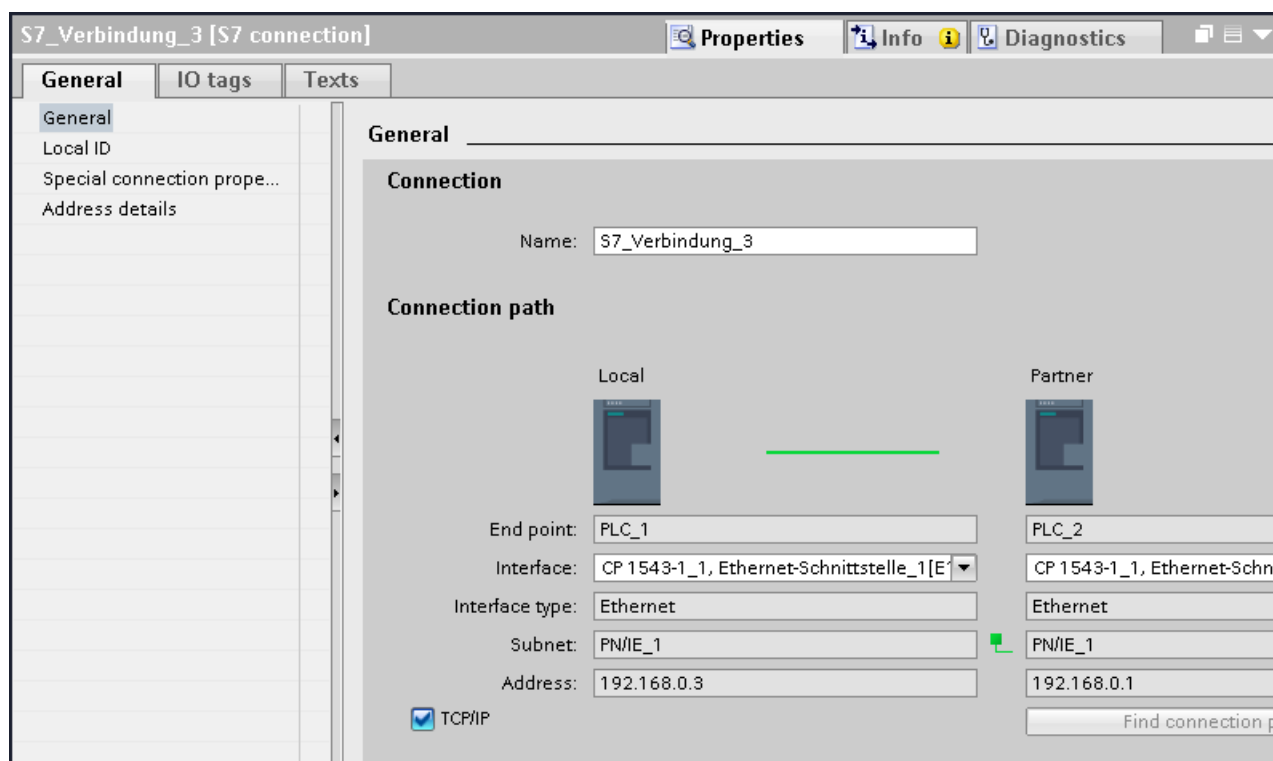 S7_Verbindung_3 [S7 connection]
Properties
Info
Diagnostics
General
IO tags
Texts
General
Local ID
Special connection prope...
Address details
General
Connection
Name: S7_Verbindung_3
Connection path
Local
Partner
End point: PLC_1
PLC_2
Interface: CP 1543-1_1, Ethernet-Schnittstelle_1[E
CP 1543-1_1, Ethernet-Schn
Interface type: Ethernet
Ethernet
Subnet: PN/IE_1
PN/IE_1
Address: 192.168.0.3
192.168.0.1
TCP/IP
Find connection p